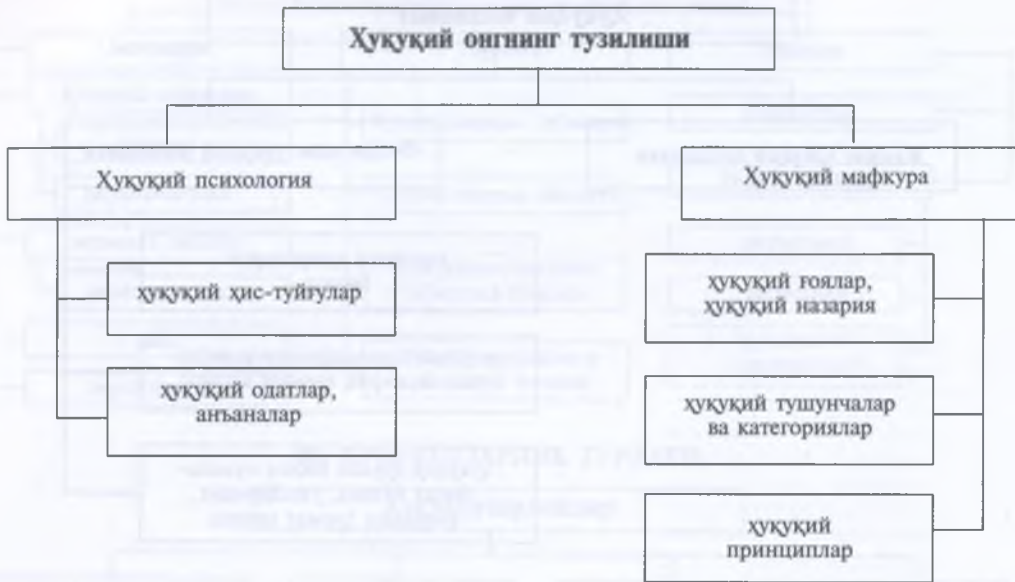 Ҳуқуқий онгнинг тузилиши
Ҳуқуқий психология
Ҳуқуқий мафкура
ҳуқуқий ҳис-туйғулар
ҳуқуқий ғоялар,
ҳуқуқий назария
ҳуқуқий одатлар,
анъаналар
ҳуқуқий тушунчалар
ва категориялар
ҳуқуқий
принциплар